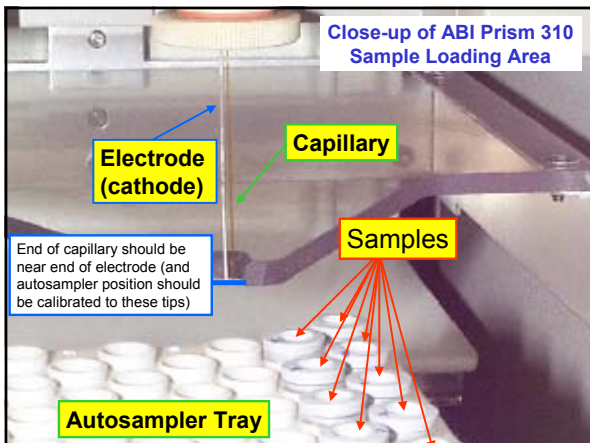 Close-up of ABI Prism 310
Sample Loading Area
Electrode
(cathode)
Capillary
End of capillary should be
near end of electrode (and
autosampler position should
be calibrated to these tips)
Samples
Autosampler Tray